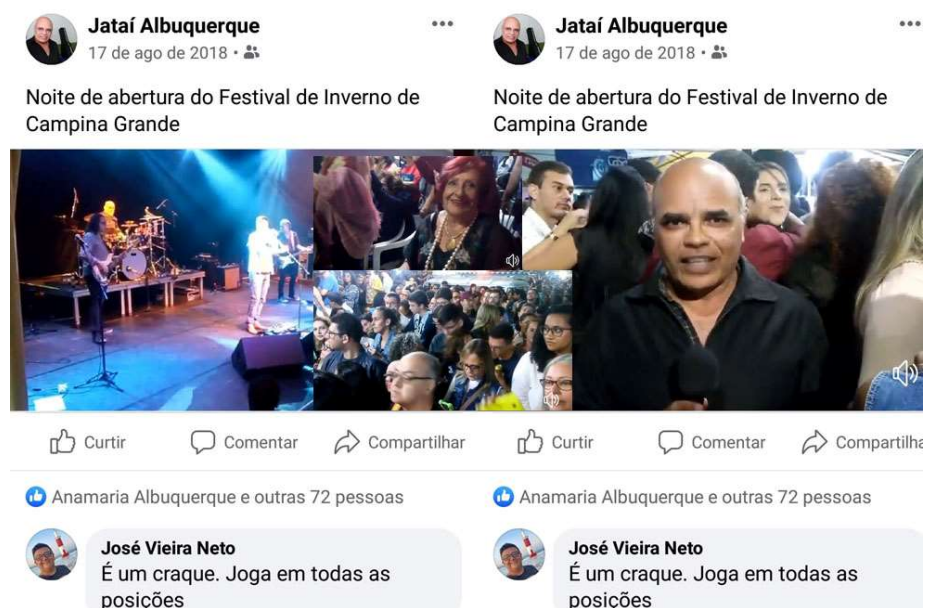 Jataí Albuquerque
17 de ago de 2018 •
Noite de abertura do Festival de Inverno de
Campina Grande
Curtir Comentar Compartilhar
Anamaria Albuquerque e outras 72 pessoas
José Vieira Neto
É um craque. Joga em todas as
posições
Jataí Albuquerque
17 de ago de 2018 •
Noite de abertura do Festival de Inverno de
Campina Grande
Curtir Comentar Compartilha
Anamaria Albuquerque e outras 72 pessoas
José Vieira Neto
É um craque. Joga em todas as
posições